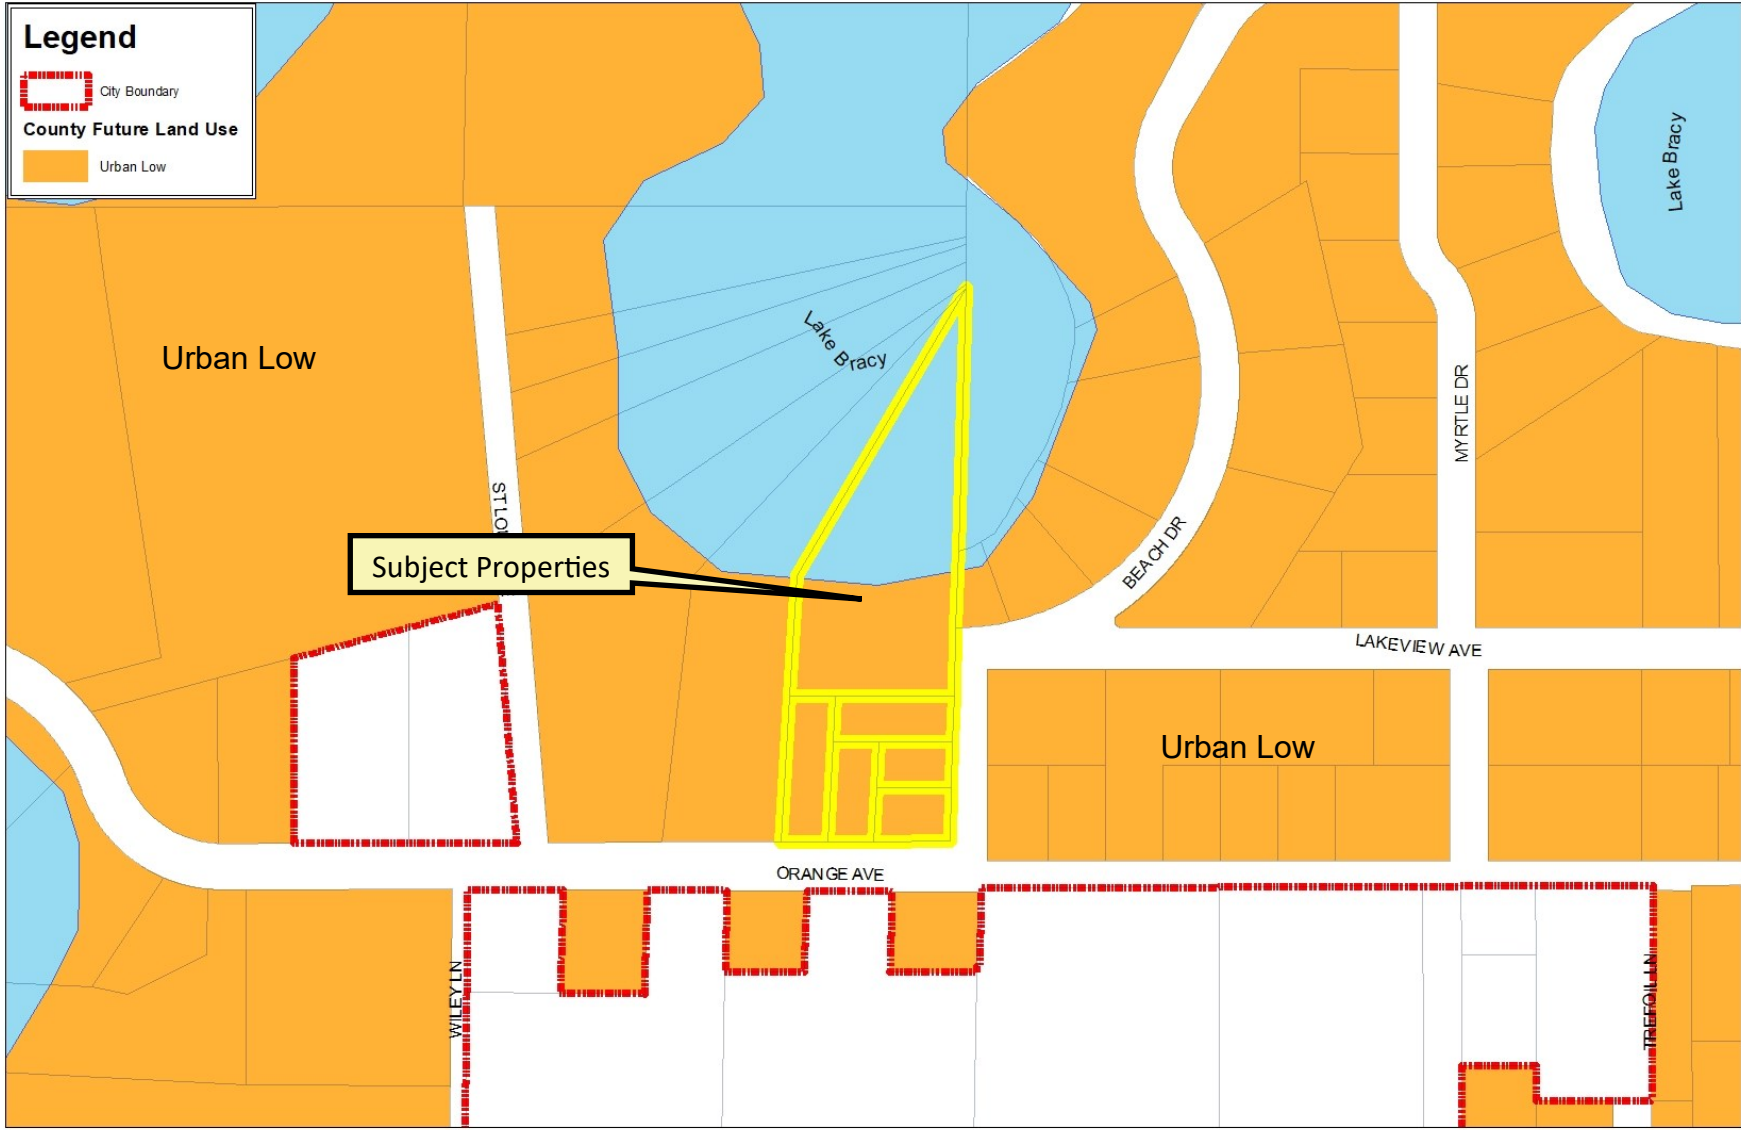 Legend
City Boundary
County Future Land Use
Urban Low
Lake Bracy
Urban Low
Lake Bracy
MYRTLE DR
Subject Properties
BEACH DR
LAKEVIEW AVE
Urban Low
ORANGE AVE
WILEY LN
TREFOIL LN